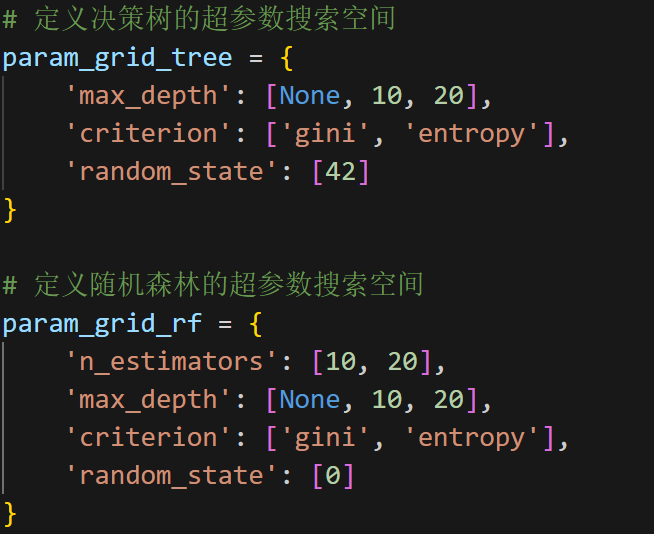 # 定义决策树的超参数搜索空间
param_grid_tree = {
    'max_depth': [None, 10, 20],
    'criterion': ['gini', 'entropy'],
    'random_state': [42]
}
# 定义随机森林的超参数搜索空间
param_grid_rf = {
    'n_estimators': [10, 20],
    'max_depth': [None, 10, 20],
    'criterion': ['gini', 'entropy'],
    'random_state': [0]
}